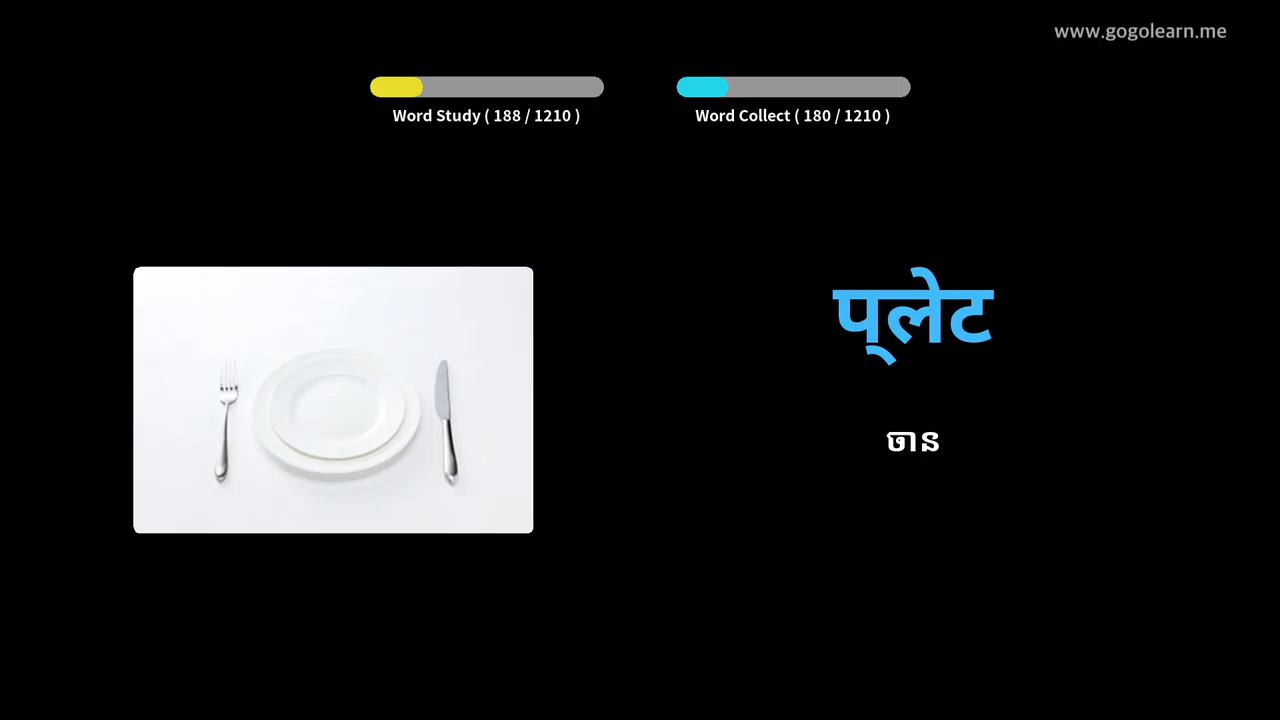 www.gogolearn.me
Word Study ( 188 / 1210 )
Word Collect ( 180 / 1210 )
प्‌लेट
ចាន